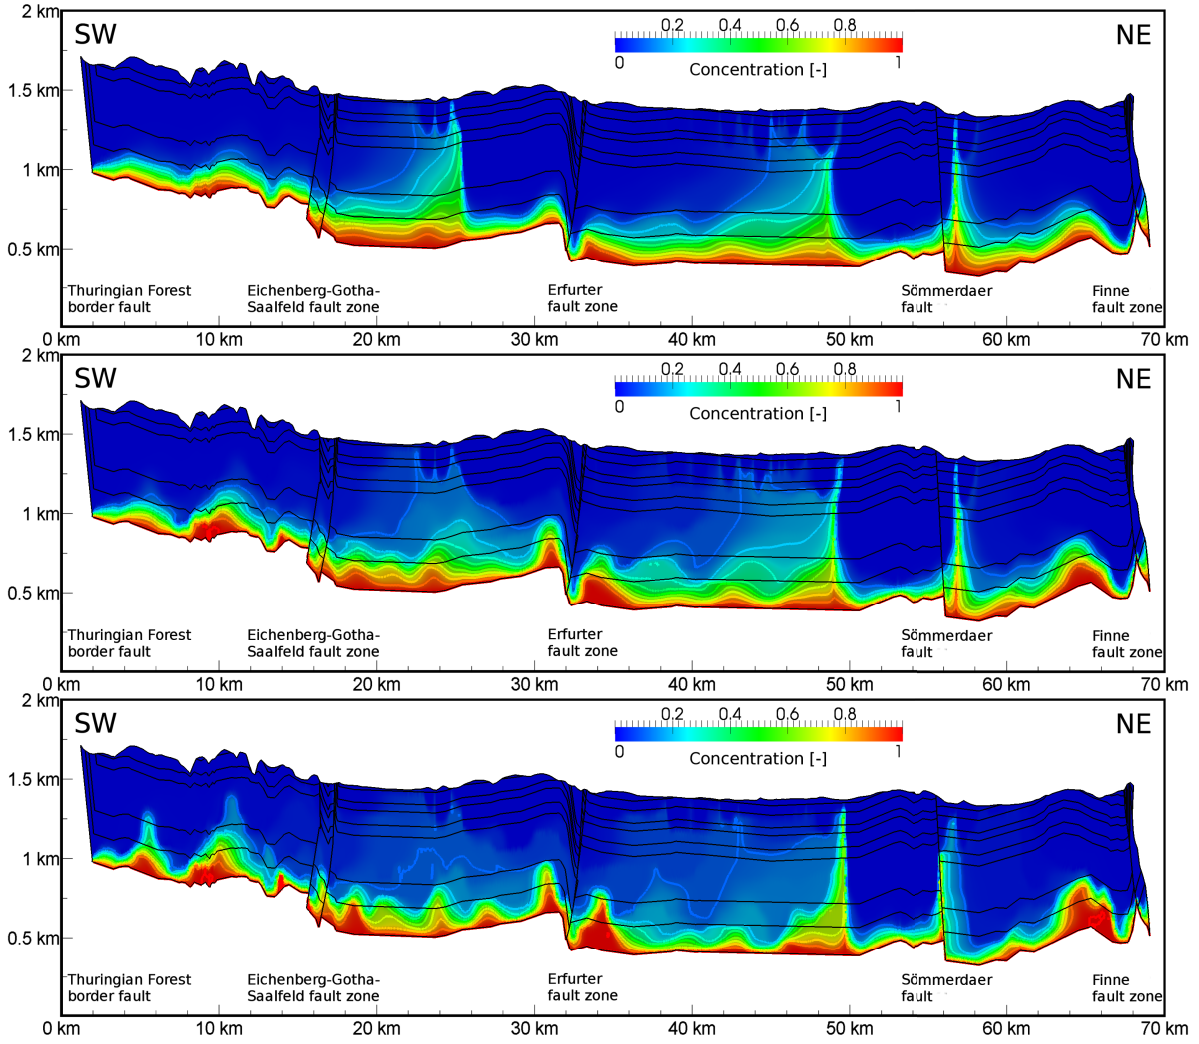 2 km
SW
NE
0.2 0.4 0.6 0.8
0 1
Concentration [-]
1.5 km
1 km
0.5 km
Thuringian Forest
border fault
Eichenberg-Gotha-
Saalfeld fault zone
Erfurter
fault zone
Sömmerdaer
fault
Finne
fault zone
0 km 10 km 20 km 30 km 40 km 50 km 60 km 70 km
2 km
SW
NE
0.2 0.4 0.6 0.8
0 1
Concentration [-]
1.5 km
1 km
0.5 km
Thuringian Forest
border fault
Eichenberg-Gotha-
Saalfeld fault zone
Erfurter
fault zone
Sömmerdaer
fault
Finne
fault zone
0 km 10 km 20 km 30 km 40 km 50 km 60 km 70 km
2 km
SW
NE
0.2 0.4 0.6 0.8
0 1
Concentration [-]
1.5 km
1 km
0.5 km
Thuringian Forest
border fault
Eichenberg-Gotha-
Saalfeld fault zone
Erfurter
fault zone
Sömmerdaer
fault
Finne
fault zone
0 km 10 km 20 km 30 km 40 km 50 km 60 km 70 km